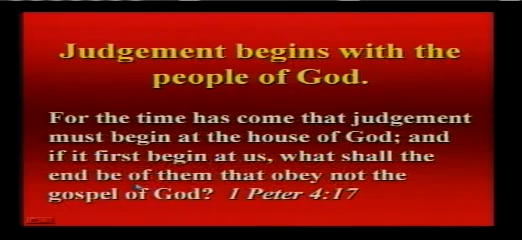 Judgement begins with the
people of God.
For the time has come that judgement
must begin at the house of God; and
if it first begin at us, what shall the
end be of them that obey not the
gospel of God? 1 Peter 4:17